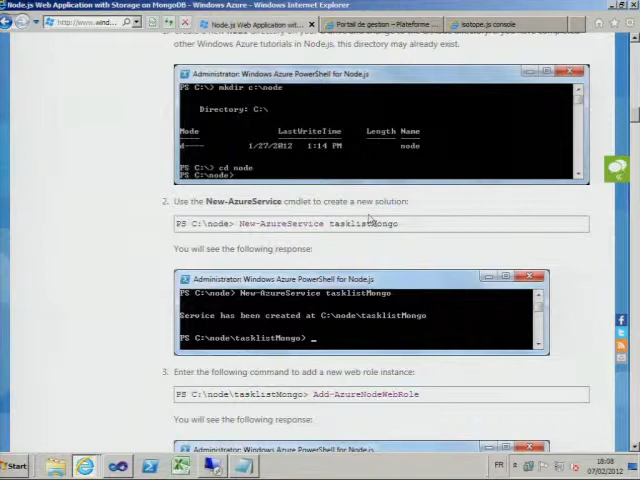 Node.js Web Application with Storage on MongoDB - Windows Azure - Windows Internet Explorer
http://www.wind...
Node.js Web Application wit...
Portail de gestion - Plateforme ...
isotope.js console
other Windows Azure tutorials in Node.js, this directory may already exist.
Administrator: Windows Azure PowerShell for Node.js
PS C:\> mkdir c:\node
Directory: C:\
Mode LastWriteTime Length Name
d---- 1/27/2012 1:14 PM node
PS C:\> cd node
PS C:\node>
2. Use the New-AzureService cmdlet to create a new solution:
PS C:\node> New-AzureService tasklistMongo
You will see the following response:
Administrator: Windows Azure PowerShell for Node.js
PS C:\node> New-AzureService tasklistMongo
Service has been created at C:\node\tasklistMongo
PS C:\node\tasklistMongo> _
3. Enter the following command to add a new web role instance:
PS C:\node\tasklistMongo> Add-AzureNodeWebRole
You will see the following response:
Administrator: Windows Azure PowerShell for Node.js
Start
FR
18:08
07/02/2012